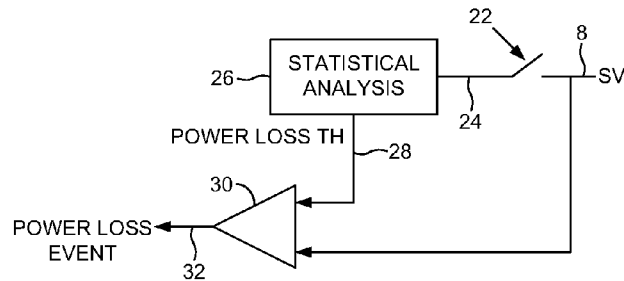 22
8
26
STATISTICAL
ANALYSIS
SV
24
POWER LOSS TH
28
30
POWER LOSS
EVENT
32